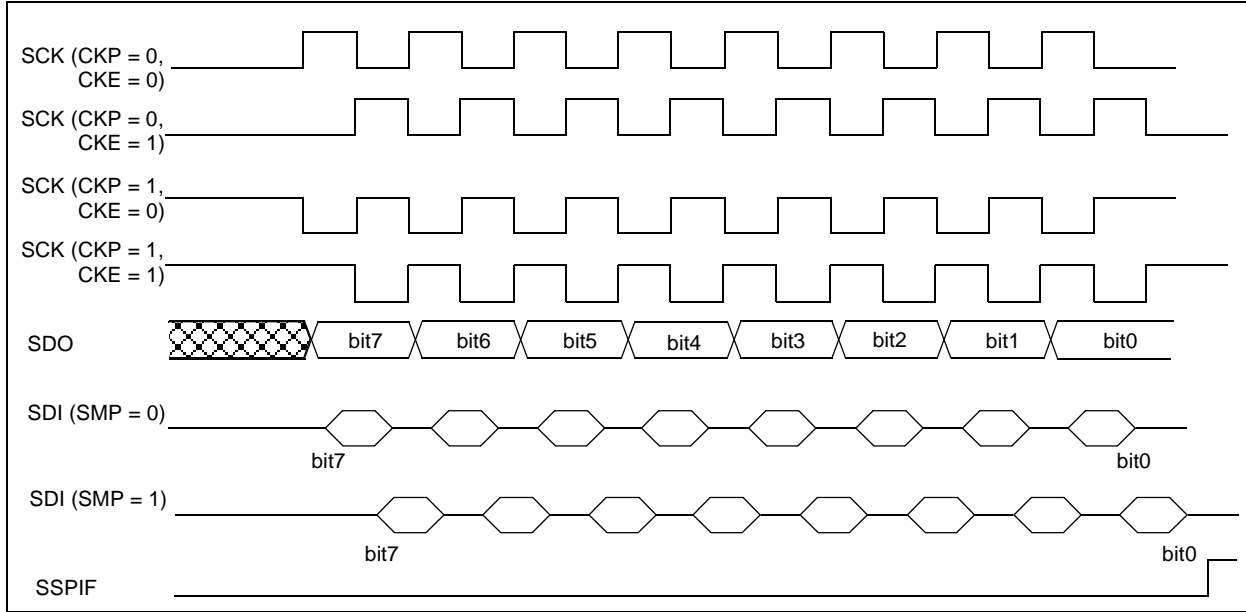 SCK (CKP = 0,
CKE = 0)
SCK (CKP = 0,
CKE = 1)
SCK (CKP = 1,
CKE = 0)
SCK (CKP = 1,
CKE = 1)
SDO
bit7 bit6 bit5 bit4 bit3 bit2 bit1 bit0
SDI (SMP = 0)
bit7 bit0
SDI (SMP = 1)
bit7 bit0
SSPIF